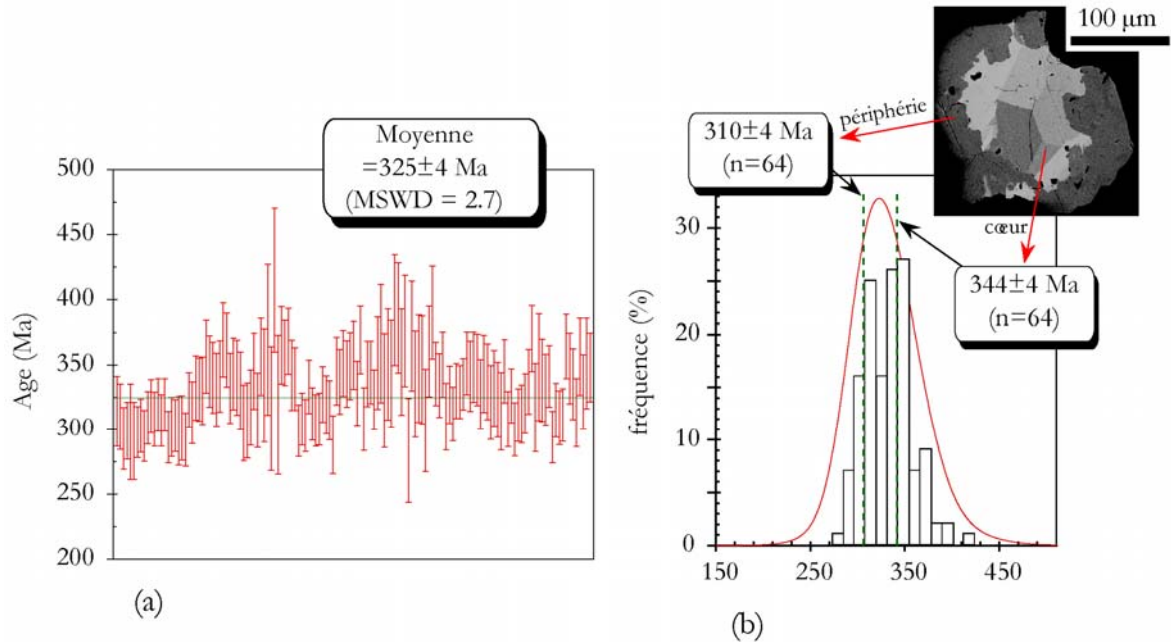 Moyenne
=325±4 Ma
(MSWD = 2.7)
500
450
400
350
300
250
200
Age (Ma)
(a)
100 µm
périphérie
310±4 Ma
(n=64)
cœur
344±4 Ma
(n=64)
30
20
10
0
fréquence (%)
150
250
350
450
(b)